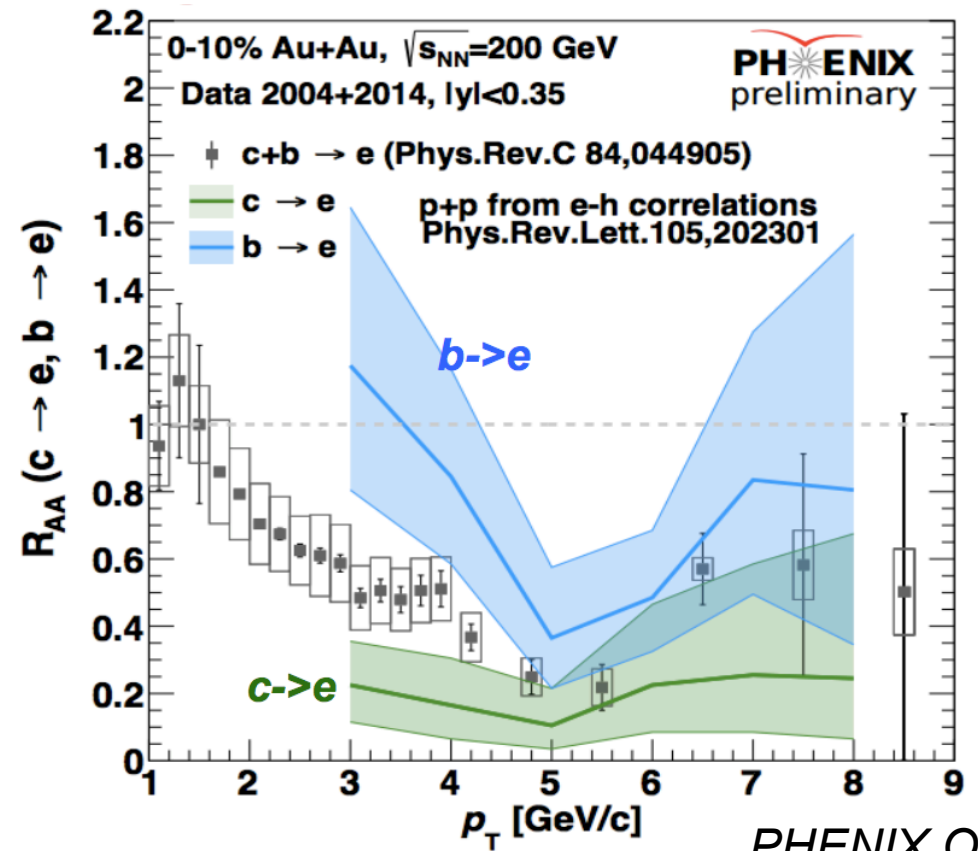 0-10% Au+Au, √sNN=200 GeV
Data 2004+2014, |y|<0.35
PHENIX
preliminary
c+b → e (Phys.Rev.C 84,044905)
c → e
b → e
p+p from e-h correlations
Phys.Rev.Lett.105,202301
b->e
c->e
RAA (c → e, b → e)
2.2
2
1.8
1.6
1.4
1.2
1
0.8
0.6
0.4
0.2
0
1 2 3 4 5 6 7 8 9
pT [GeV/c]
PHENIX